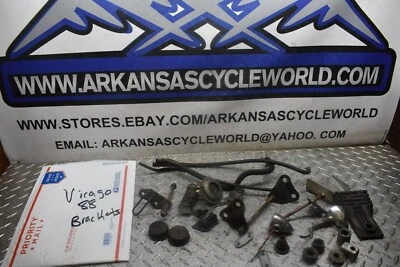 WWW.ARKANSASCYCLEWORLD.COM
WWW.STORES.EBAY.COM/ARKANSASCYCLEWORLD
EMAIL: ARKANSASCYCLEWORLD@YAHOO.COM
Virago
88
Brackets
PRIORITY
MAIL